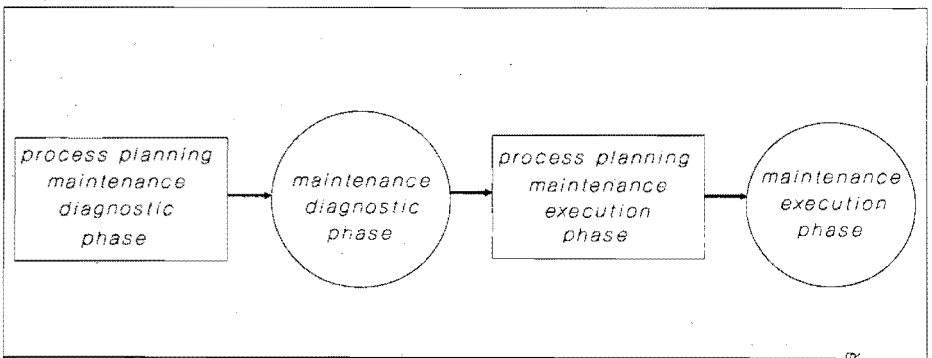 process planning
maintenance
diagnostic
phase
maintenance
diagnostic
phase
process planning
maintenance
execution
phase
maintenance
execution
phase